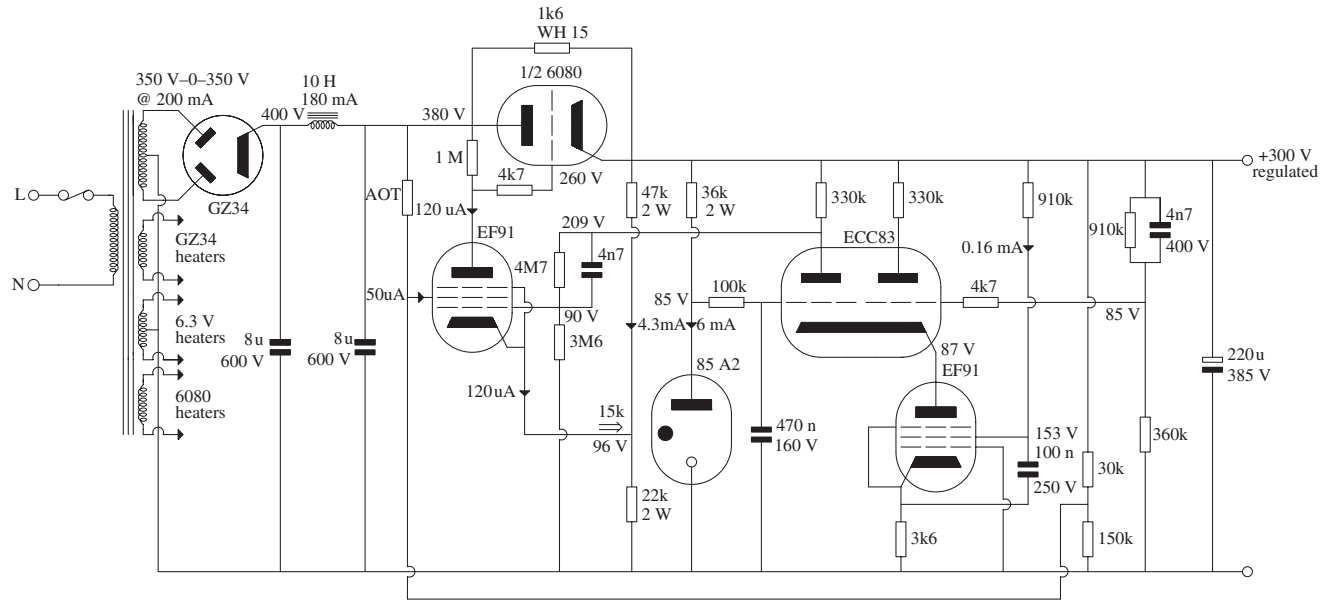 1k6
WH 15
350 V–0–350 V
@ 200 mA
10 H
180 mA
1/2 6080
400 V
380 V
+300 V
regulated
1 M
4k7
260 V
L
GZ34
AOT
120 uA
47k
2 W
36k
2 W
330k
330k
910k
910k
4n7
400 V
GZ34
heaters
EF91
209 V
4M7
4n7
ECC83
0.16 mA
N
50uA
85 V
100k
4k7
85 V
6.3 V
heaters
8u
600 V
8u
600 V
90 V
3M6
4.3mA
6 mA
87 V
EF91
85 A2
220u
385 V
6080
heaters
120uA
15k
96 V
470 n
160 V
153 V
100 n
250 V
30k
360k
22k
2 W
3k6
150k